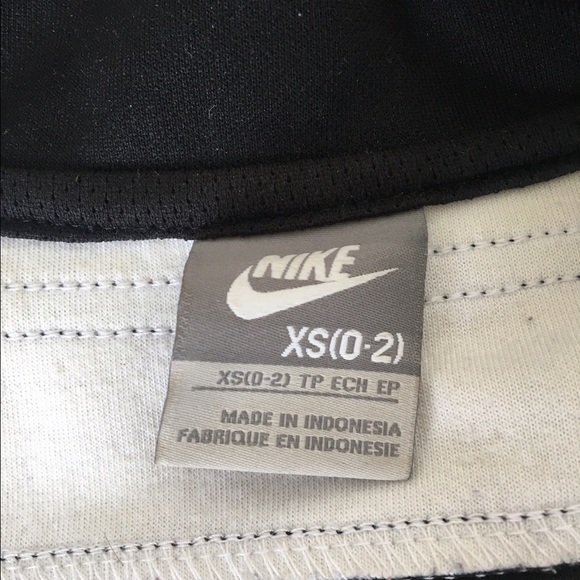 NIKE
XS(0-2)
XS(0-2) TP ECH EP
MADE IN INDONESIA
FABRIQUE EN INDONESIE